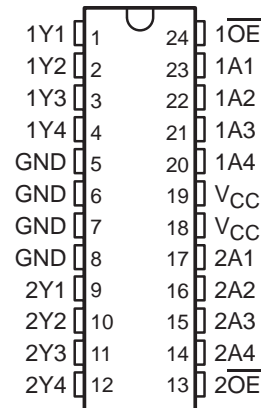 1Y1 1 24 1O̅E̅
1Y2 2 23 1A1
1Y3 3 22 1A2
1Y4 4 21 1A3
GND 5 20 1A4
GND 6 19 VCC
GND 7 18 VCC
GND 8 17 2A1
2Y1 9 16 2A2
2Y2 10 15 2A3
2Y3 11 14 2A4
2Y4 12 13 2O̅E̅